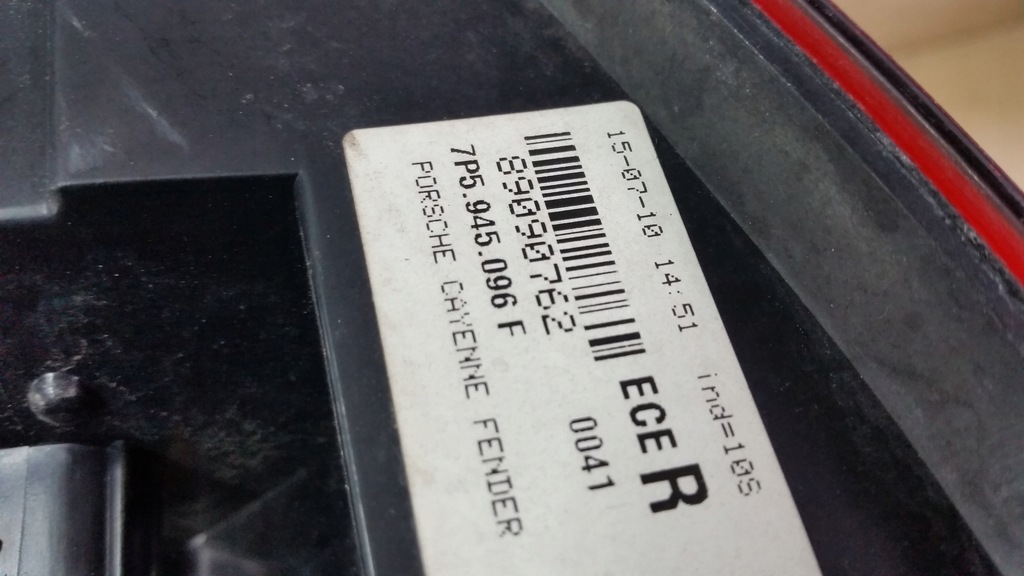 15-07-10 14:51 ind=10S
ECE R
89090762 0041
7P5.945.096 F
PORSCHE CAYENNE FENDER